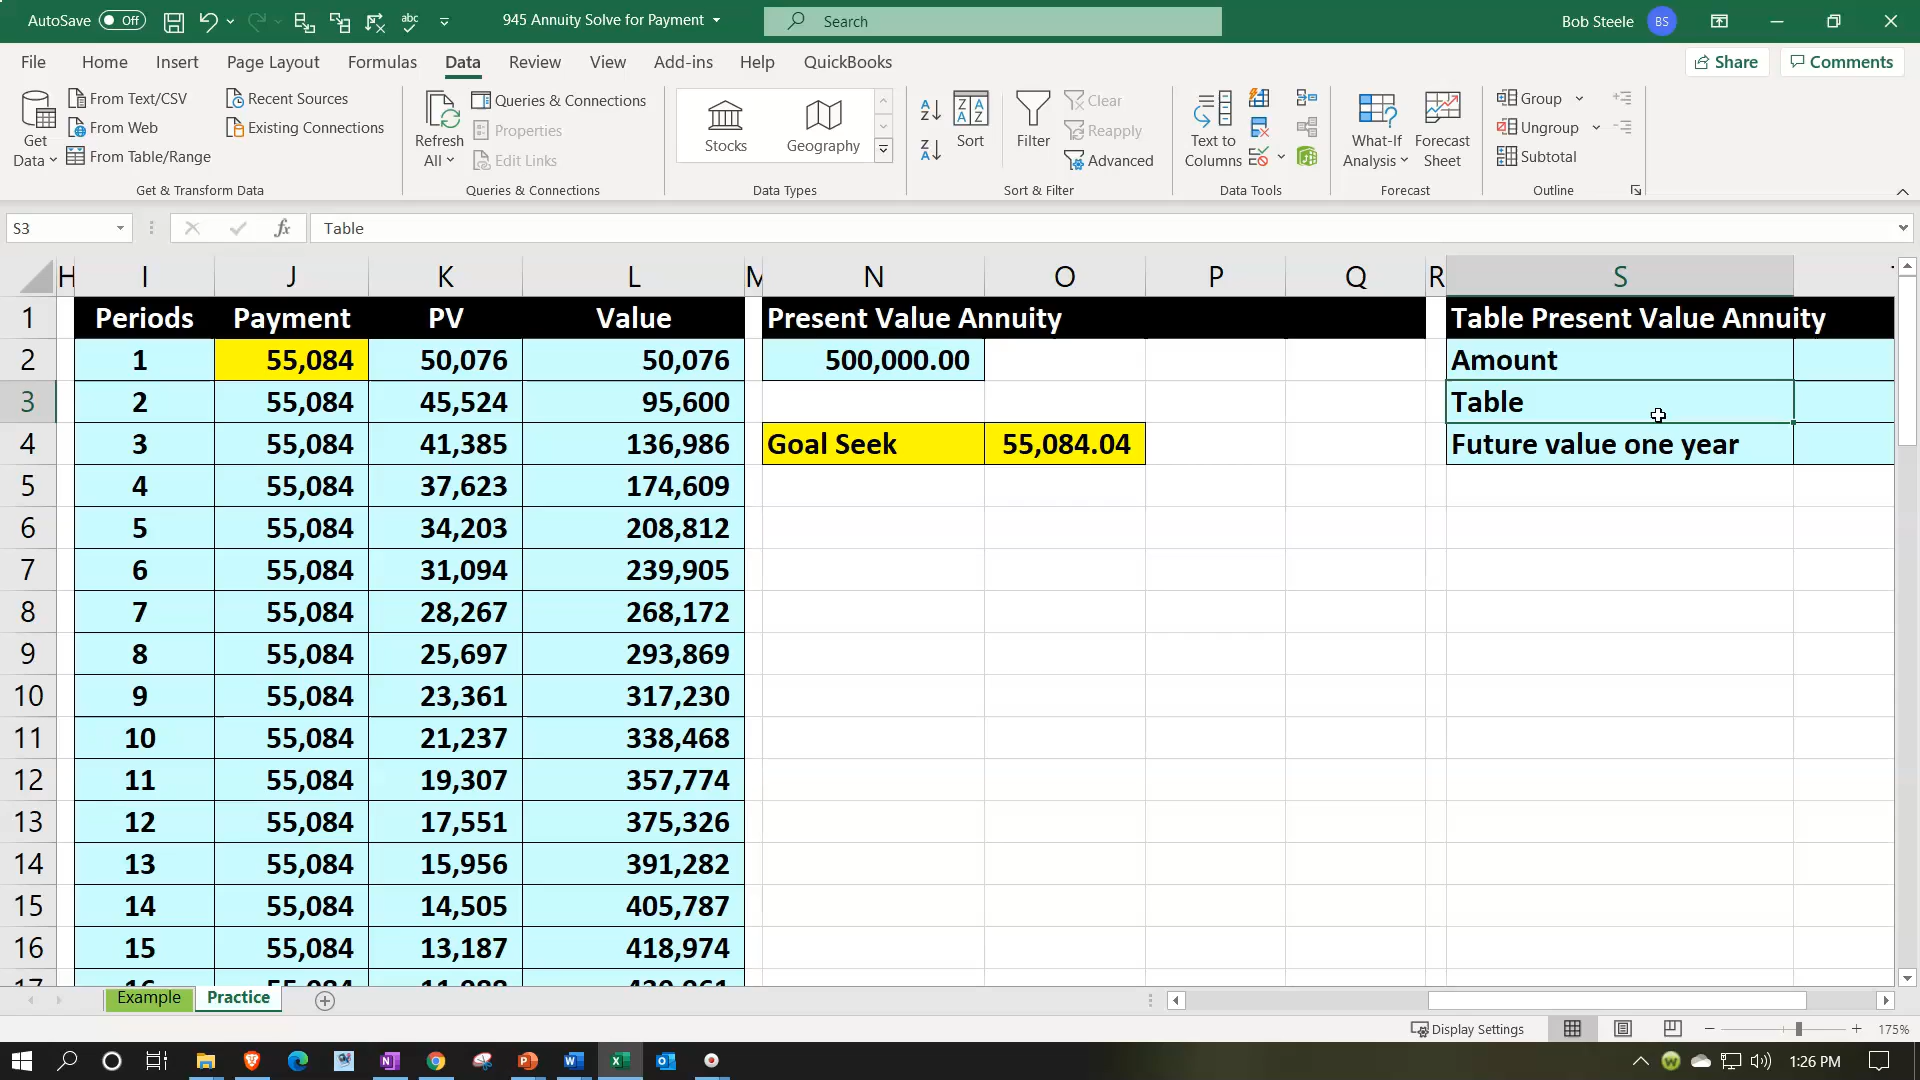 AutoSave Off 945 Annuity Solve for Payment Search Bob Steele BS
File Home Insert Page Layout Formulas Data Review View Add-ins Help QuickBooks Share Comments
Get Data From Text/CSV From Web From Table/Range Recent Sources Existing Connections
Refresh All Queries & Connections Properties Edit Links
Stocks Geography
Sort Filter Clear Reapply Advanced
Text to Columns
What-If Analysis Forecast Sheet
Group Ungroup Subtotal
Get & Transform Data Queries & Connections Data Types Sort & Filter Data Tools Forecast Outline
S3 fx Table
H I J K L M N O P Q R S
1 Periods Payment PV Value Present Value Annuity Table Present Value Annuity
2 1 55,084 50,076 50,076 500,000.00 Amount
3 2 55,084 45,524 95,600 Table
4 3 55,084 41,385 136,986 Goal Seek 55,084.04 Future value one year
5 4 55,084 37,623 174,609
6 5 55,084 34,203 208,812
7 6 55,084 31,094 239,905
8 7 55,084 28,267 268,172
9 8 55,084 25,697 293,869
10 9 55,084 23,361 317,230
11 10 55,084 21,237 338,468
12 11 55,084 19,307 357,774
13 12 55,084 17,551 375,326
14 13 55,084 15,956 391,282
15 14 55,084 14,505 405,787
16 15 55,084 13,187 418,974
Example Practice
Display Settings 175%
1:26 PM